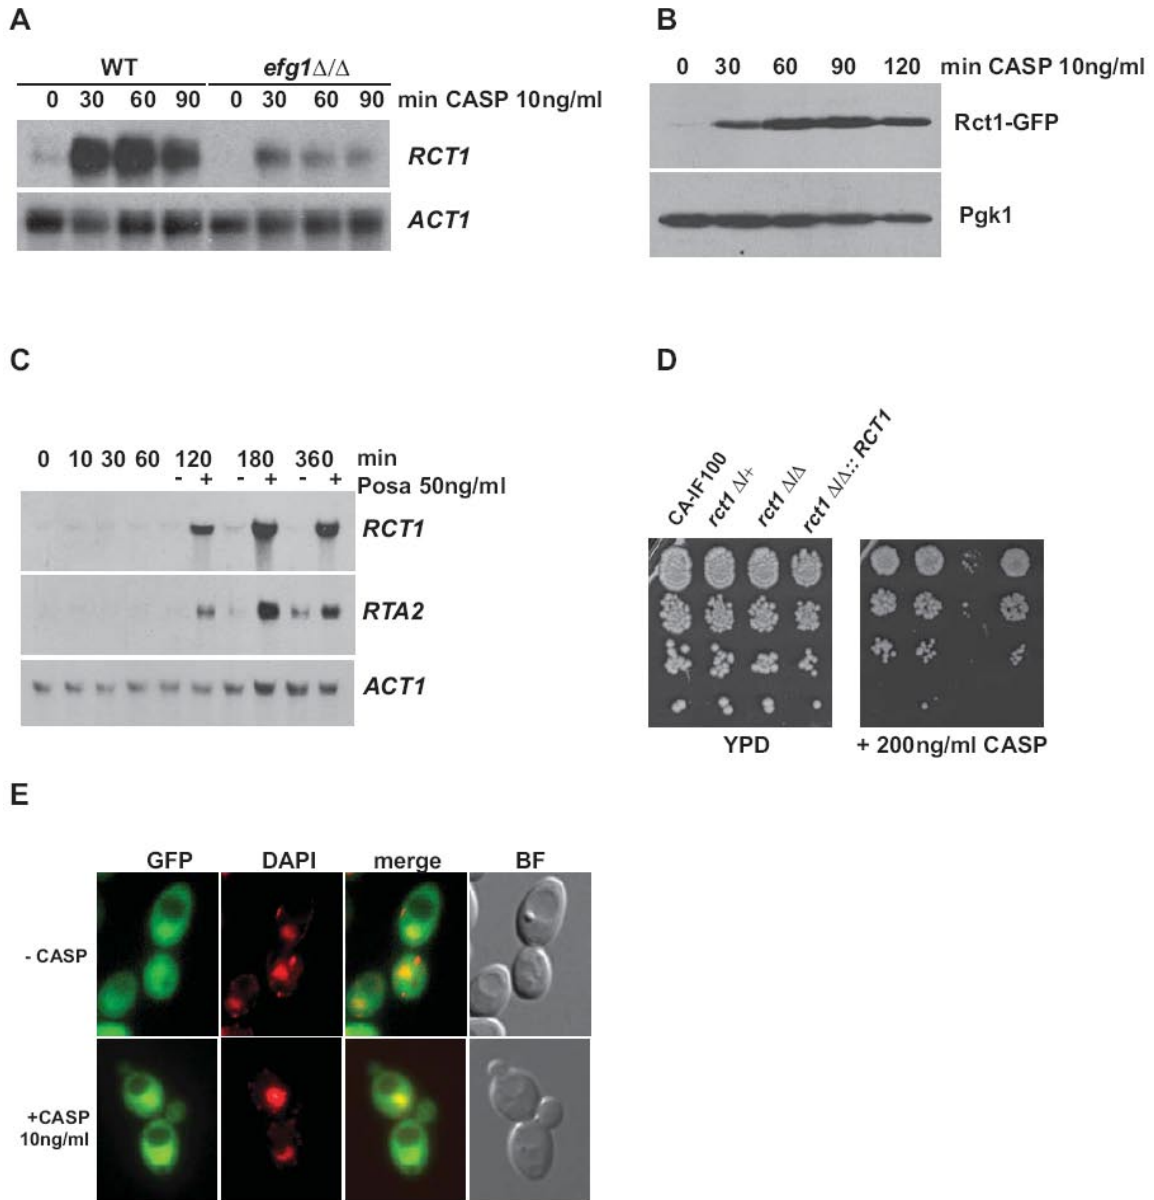 A
WT efg1Δ/Δ
0 30 60 90 0 30 60 90 min CASP 10ng/ml
RCT1
ACT1
B
0 30 60 90 120 min CASP 10ng/ml
Rct1-GFP
Pgk1
C
0 10 30 60 120 180 360 min
- + - + - + Posa 50ng/ml
RCT1
RTA2
ACT1
D
CA-IF100
rct1 Δ/+
rct1 Δ/Δ
rct1 Δ/Δ:: RCT1
YPD + 200ng/ml CASP
E
GFP DAPI merge BF
- CASP
+CASP
10ng/ml